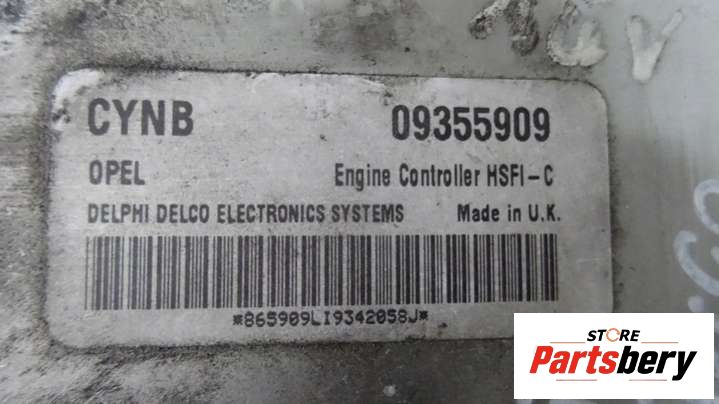 CYNB 09355909
OPEL Engine Controller HSFI-C
DELPHI DELCO ELECTRONICS SYSTEMS Made in U.K.
*865909LI9342058J*
STORE
Partsbery